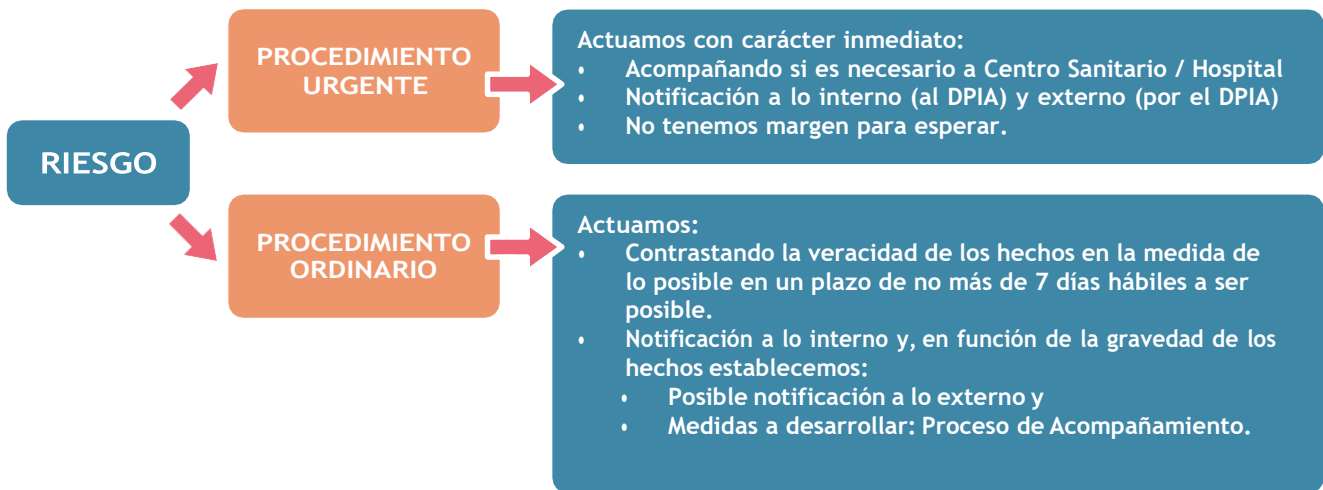 RIESGO
PROCEDIMIENTO
URGENTE
Actuamos con carácter inmediato:
• Acompañando si es necesario a Centro Sanitario / Hospital
• Notificación a lo interno (al DPIA) y externo (por el DPIA)
• No tenemos margen para esperar.
PROCEDIMIENTO
ORDINARIO
Actuamos:
• Contrastando la veracidad de los hechos en la medida de
lo posible en un plazo de no más de 7 días hábiles a ser
posible.
• Notificación a lo interno y, en función de la gravedad de los
hechos establecemos:
• Posible notificación a lo externo y
• Medidas a desarrollar: Proceso de Acompañamiento.